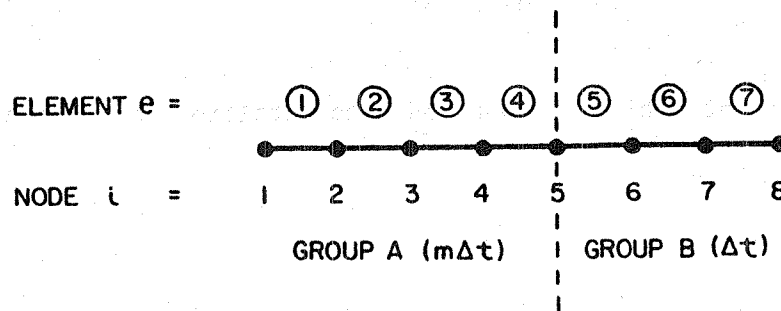 ELEMENT e = ① ② ③ ④ ⑤ ⑥ ⑦
NODE i = 1 2 3 4 5 6 7 8
GROUP A (mΔt) GROUP B (Δt)